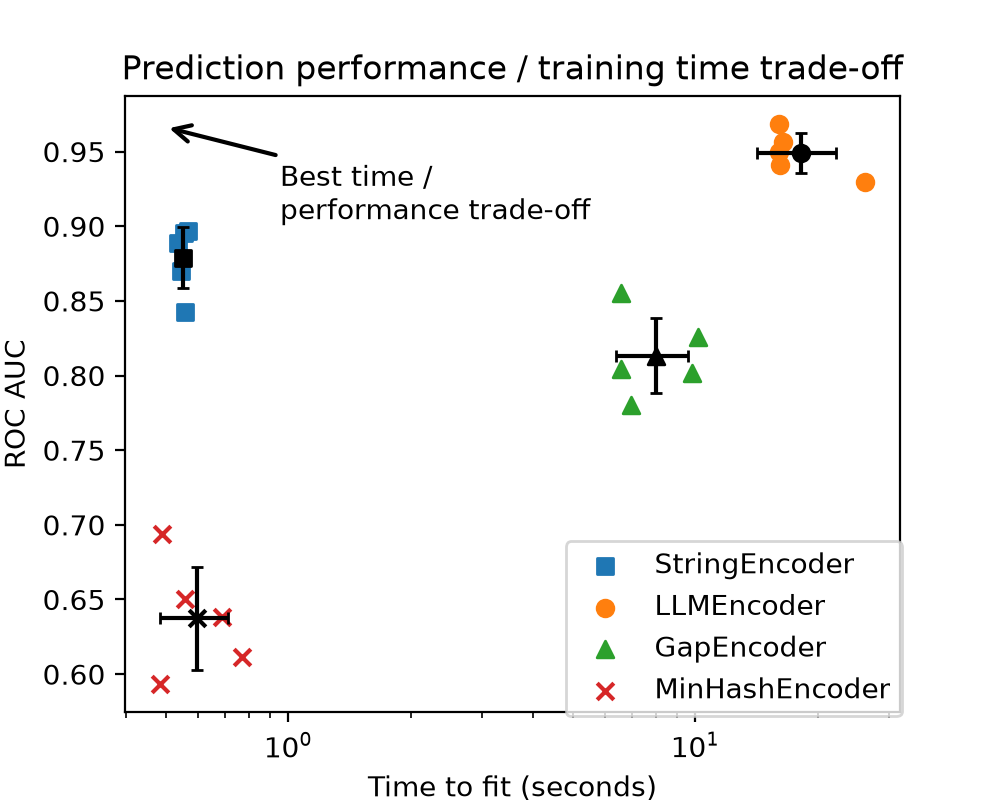 Prediction performance / training time trade-off
Best time /
performance trade-off
ROC AUC
0.95
0.90
0.85
0.80
0.75
0.70
0.65
0.60
StringEncoder
LLMEncoder
GapEncoder
MinHashEncoder
10⁰
10¹
Time to fit (seconds)